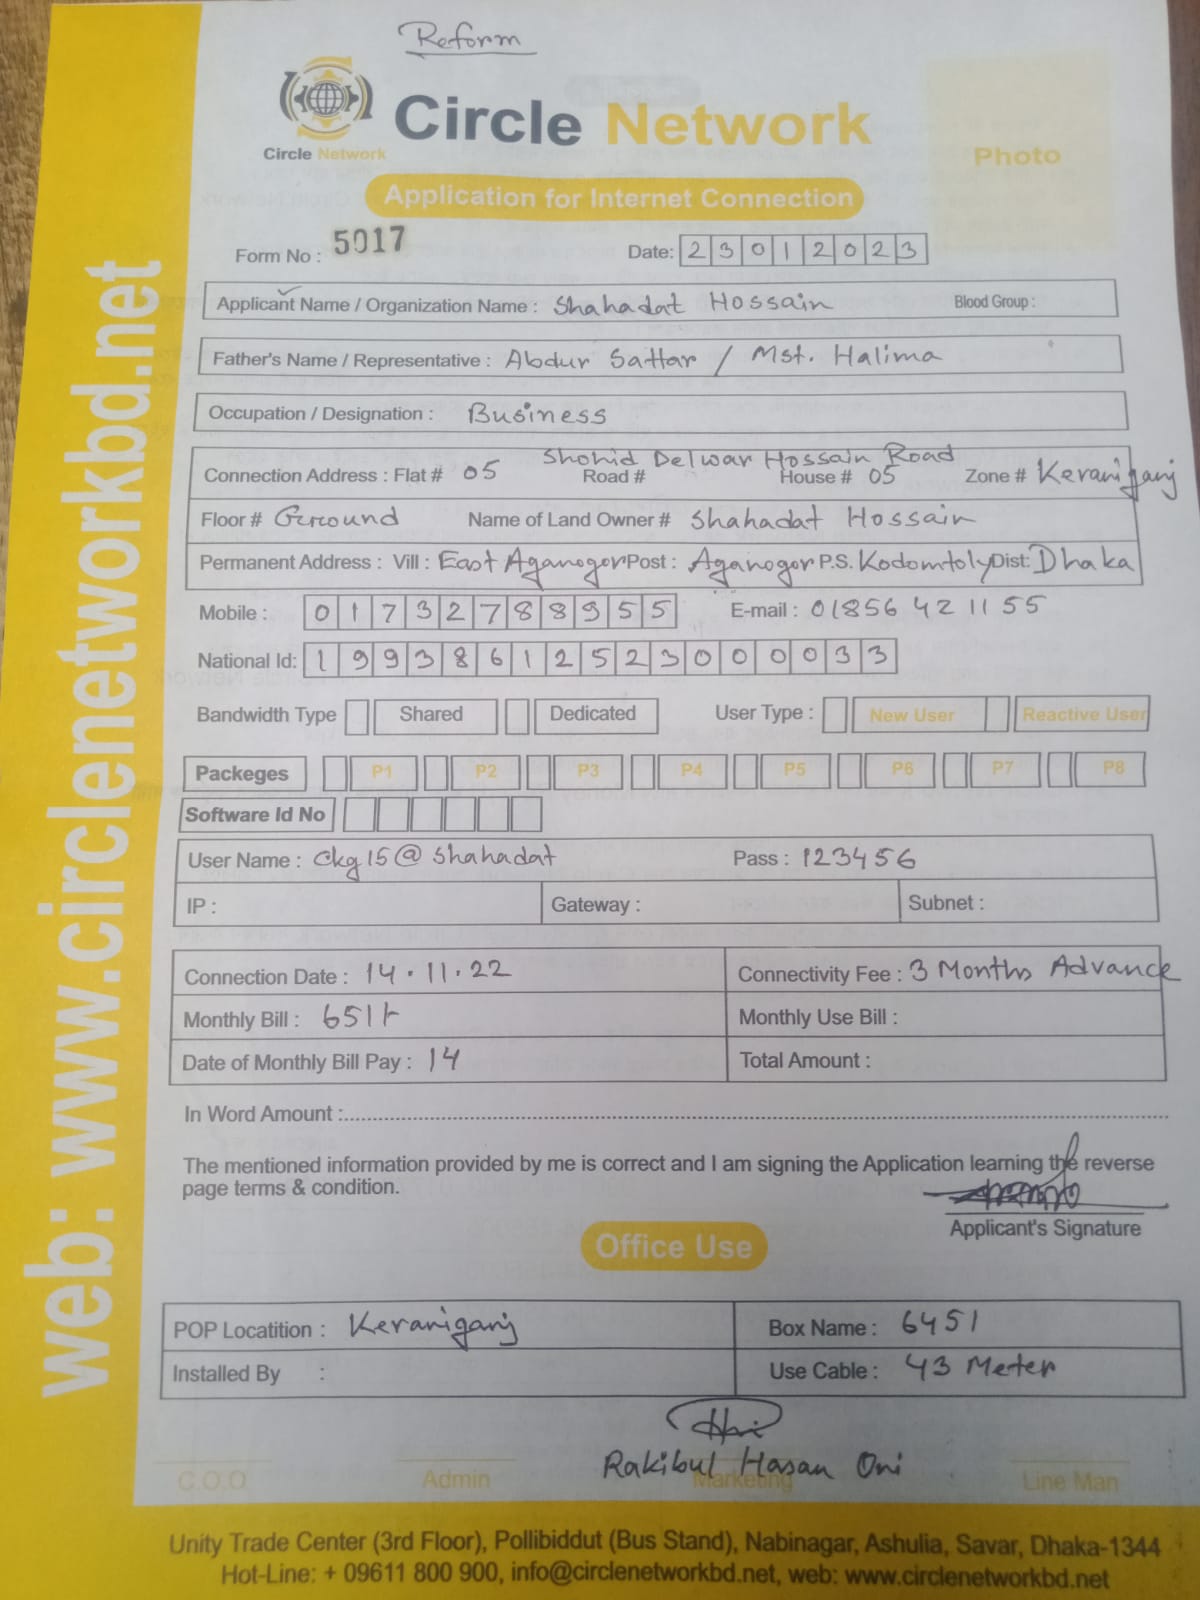 Reform
Circle Network
Circle Network
Photo
Application for Internet Connection
Form No : 5017 Date: 23012023
Applicant Name / Organization Name : Shahadat Hossain Blood Group :
Father's Name / Representative : Abdur Sattar / Mst. Halima
Occupation / Designation : Business
Shohid Delwar Hossain Road
Connection Address : Flat # 05 Road # House # 05 Zone # Keraniganj
Floor # Geround Name of Land Owner # Shahadat Hossain
Permanent Address : Vill : East Aganogor Post : Aganogor P.S. Kodomtoly Dist: Dhaka
Mobile : 01732788955 E-mail : 01856 42 11 55
National Id: 19938612523000033
Bandwidth Type Shared Dedicated User Type : New User Reactive User
Packeges P1 P2 P3 P4 P5 P6 P7 P8
Software Id No
User Name : Ckg15@shahadat Pass : 123456
IP : Gateway : Subnet :
Connection Date : 14.11.22 Connectivity Fee : 3 Months Advance
Monthly Bill : 651/- Monthly Use Bill :
Date of Monthly Bill Pay : 14 Total Amount :
In Word Amount :
The mentioned information provided by me is correct and I am signing the Application learning the reverse
page terms & condition.
Applicant's Signature
Office Use
POP Locatition : Keraniganj Box Name : 6451
Installed By : Use Cable : 43 Meter
Rakibul Hasan Oni
C.O.O Admin Marketing Line Man
Unity Trade Center (3rd Floor), Pollibiddut (Bus Stand), Nabinagar, Ashulia, Savar, Dhaka-1344
Hot-Line: + 09611 800 900, info@circlenetworkbd.net, web: www.circlenetworkbd.net
web: www.circlenetworkbd.net